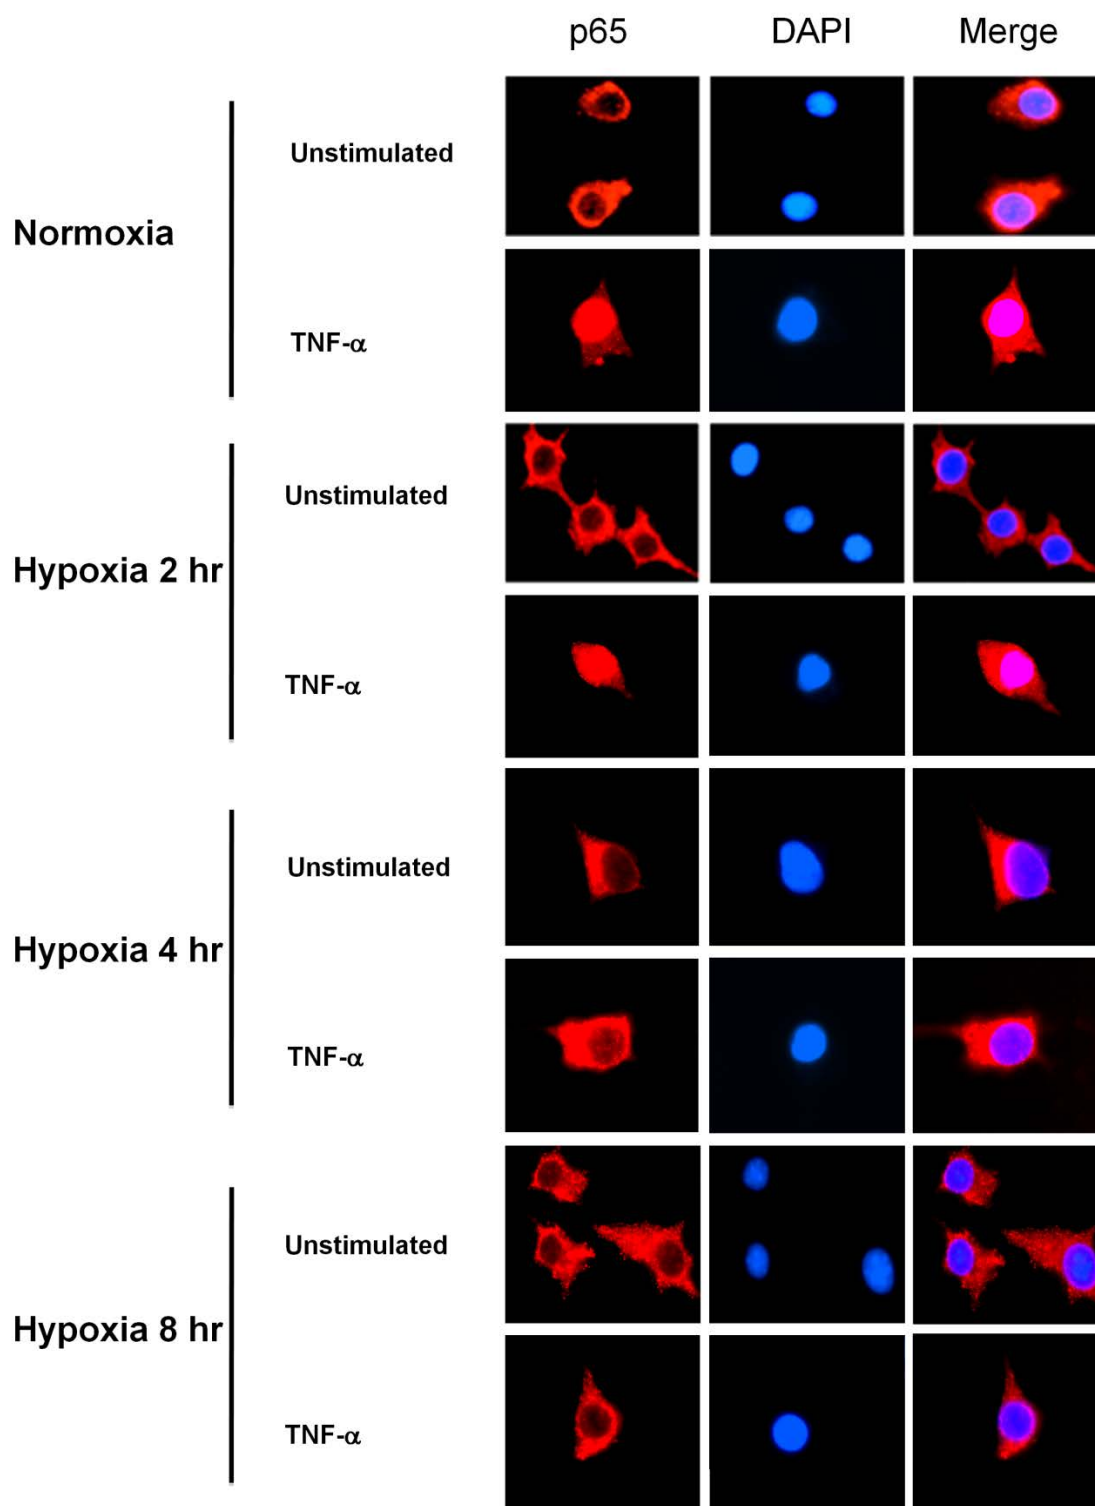 p65 DAPI Merge
Unstimulated
Normoxia
TNF-α
Unstimulated
Hypoxia 2 hr
TNF-α
Unstimulated
Hypoxia 4 hr
TNF-α
Unstimulated
Hypoxia 8 hr
TNF-α